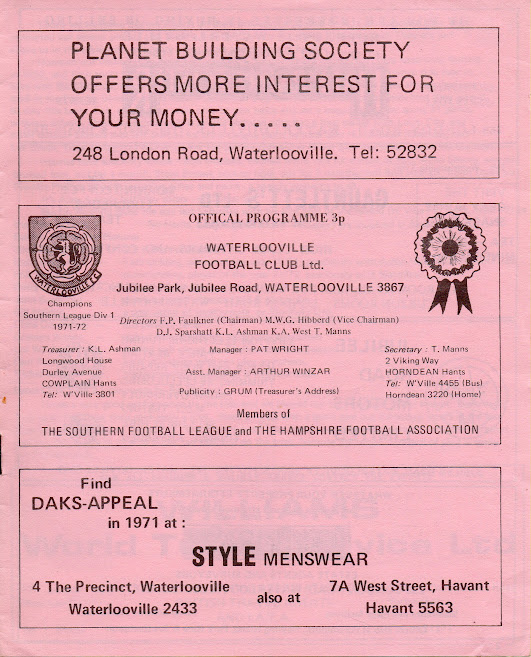 PLANET BUILDING SOCIETY
OFFERS MORE INTEREST FOR
YOUR MONEY.....
248 London Road, Waterlooville. Tel: 52832
OFFICAL PROGRAMME 3p
WATERLOOVILLE
FOOTBALL CLUB Ltd.
Jubilee Park, Jubilee Road, WATERLOOVILLE 3867
WATERLOOVILLE F.C.
Champions
Southern League Div 1
1971-72
Directors F.P. Faulkner (Chairman) M.W.G. Hibberd (Vice Chairman)
D.J. Sparshatt K.L. Ashman K.A. West T. Manns
Treasurer : K.L. Ashman
Longwood House
Durley Avenue
COWPLAIN Hants
Tel: W'Ville 3801
Manager : PAT WRIGHT
Asst. Manager : ARTHUR WINZAR
Publicity : GRUM (Treasurer's Address)
Secretary : T. Manns
2 Viking Way
HORNDEAN Hants
Tel: W'Ville 4455 (Bus)
Horndean 3220 (Home)
Members of
THE SOUTHERN FOOTBALL LEAGUE and THE HAMPSHIRE FOOTBALL ASSOCIATION
Find
DAKS-APPEAL
in 1971 at :
STYLE MENSWEAR
4 The Precinct, Waterlooville
Waterlooville 2433
also at
7A West Street, Havant
Havant 5563